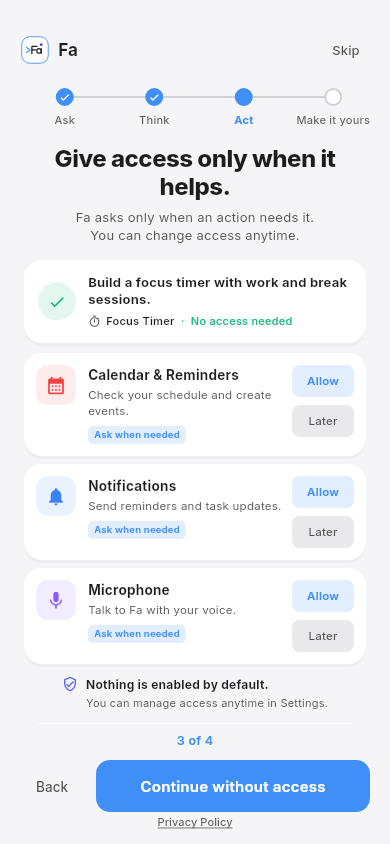 >Fa
Fa
Skip
Ask
Think
Act
Make it yours
Give access only when it
helps.
Fa asks only when an action needs it.
You can change access anytime.
Build a focus timer with work and break
sessions.
Focus Timer · No access needed
Calendar & Reminders
Check your schedule and create
events.
Ask when needed
Allow
Later
Notifications
Send reminders and task updates.
Ask when needed
Allow
Later
Microphone
Talk to Fa with your voice.
Ask when needed
Allow
Later
Nothing is enabled by default.
You can manage access anytime in Settings.
3 of 4
Back
Continue without access
Privacy Policy